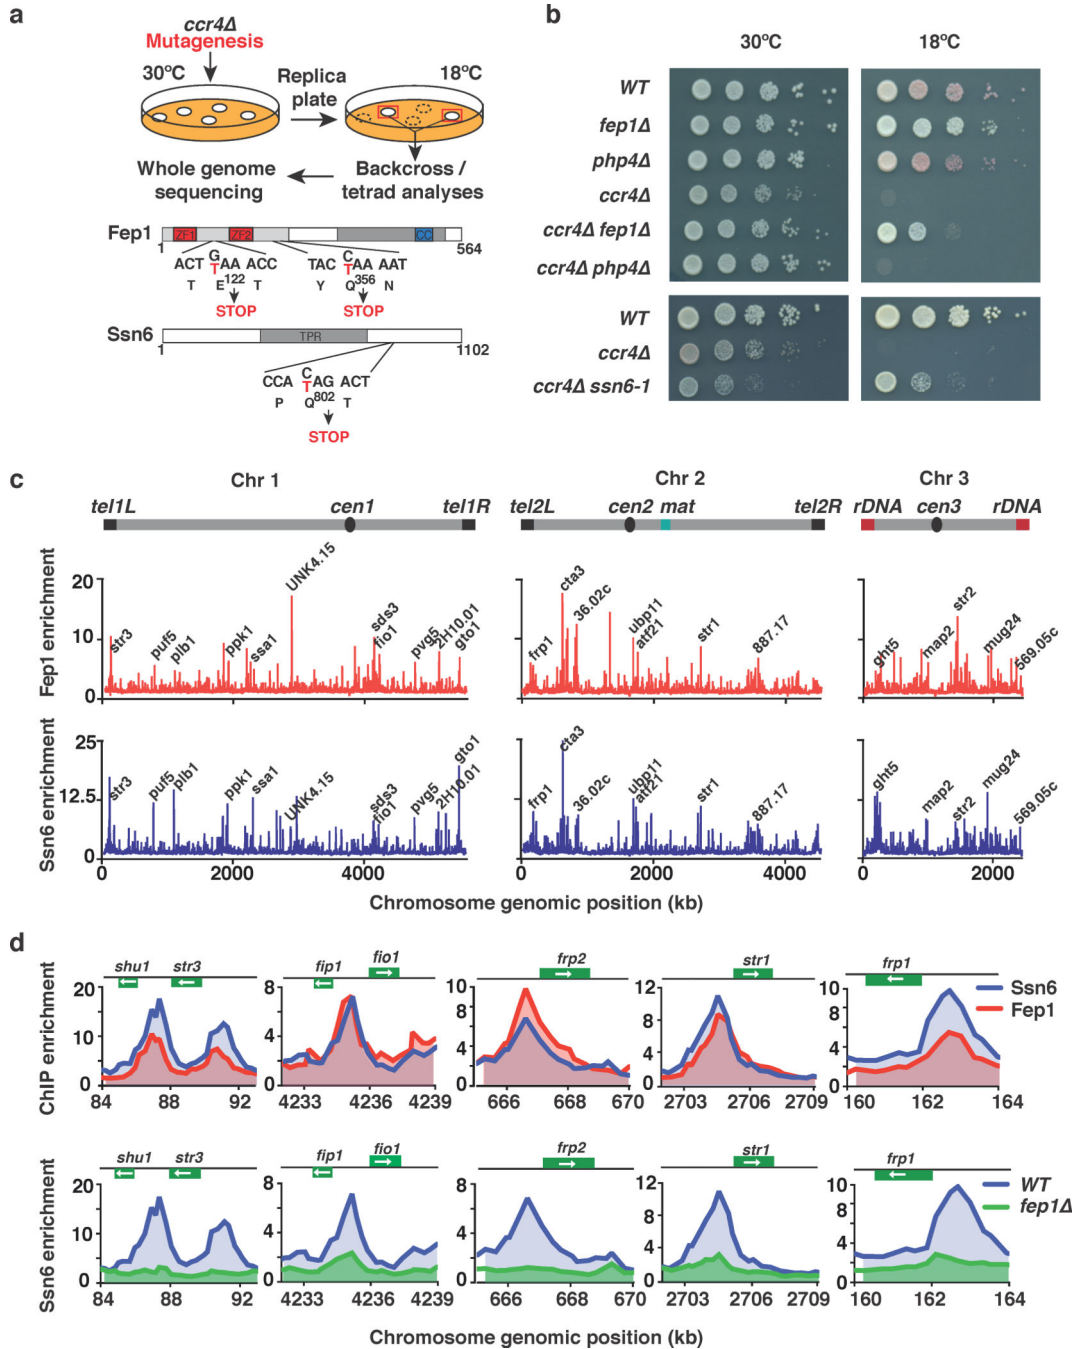 a
ccr4Δ
Mutagenesis
30ºC
Replica plate
18ºC
Whole genome sequencing
Backcross / tetrad analyses
Fep1
ZF1
ZF2
CC
1
564
ACT GAA ACC
T
T E122 T
STOP
TAC CAA AAT
T
Y Q356 N
STOP
Ssn6
TPR
1
1102
CCA CAG ACT
T
P Q802 T
STOP
b
30ºC
18ºC
WT
fep1Δ
php4Δ
ccr4Δ
ccr4Δ fep1Δ
ccr4Δ php4Δ
WT
ccr4Δ
ccr4Δ ssn6-1
c
Chr 1
Chr 2
Chr 3
tel1L
cen1
tel1R
tel2L
cen2
mat
tel2R
rDNA
cen3
rDNA
Fep1 enrichment
20
10
0
str3
puf5
plb1
ppk1
ssa1
UNK4.15
sds3
fio1
pvg5
2H10.01
gto1
frp1
cta3
36.02c
ubp11
atf21
str1
887.17
ght5
map2
str2
mug24
569.05c
Ssn6 enrichment
25
12.5
0
str3
puf5
plb1
ppk1
ssa1
UNK4.15
sds3
fio1
pvg5
2H10.01
gto1
frp1
cta3
36.02c
ubp11
atf21
str1
887.17
ght5
map2
str2
mug24
569.05c
0
2000
4000
0
2000
4000
0
2000
Chromosome genomic position (kb)
d
ChIP enrichment
shu1
str3
20
10
0
84
88
92
fip1
fio1
8
4
0
4233
4236
4239
frp2
10
8
6
4
2
0
666
668
670
str1
12
8
4
0
2703
2706
2709
frp1
10
8
6
4
2
0
160
162
164
Ssn6
Fep1
Ssn6 enrichment
shu1
str3
20
10
0
84
88
92
fip1
fio1
8
4
0
4233
4236
4239
frp2
8
4
0
666
668
670
str1
12
8
4
0
2703
2706
2709
frp1
10
8
6
4
2
0
160
162
164
WT
fep1Δ
Chromosome genomic position (kb)